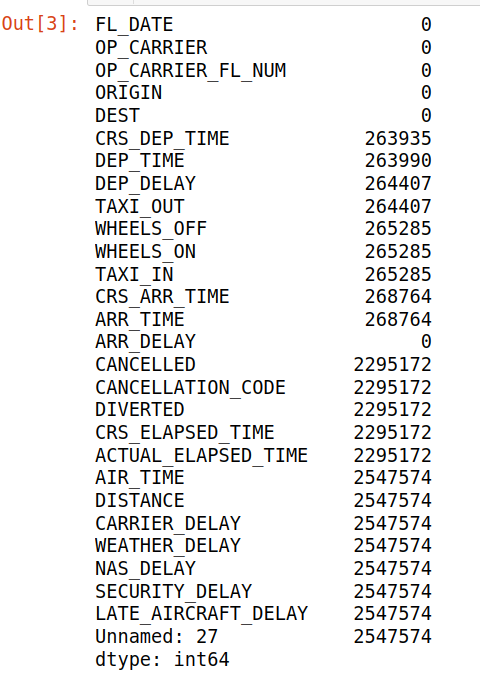 Out[3]: FL_DATE 0
OP_CARRIER 0
OP_CARRIER_FL_NUM 0
ORIGIN 0
DEST 0
CRS_DEP_TIME 263935
DEP_TIME 263990
DEP_DELAY 264407
TAXI_OUT 264407
WHEELS_OFF 265285
WHEELS_ON 265285
TAXI_IN 265285
CRS_ARR_TIME 268764
ARR_TIME 268764
ARR_DELAY 0
CANCELLED 2295172
CANCELLATION_CODE 2295172
DIVERTED 2295172
CRS_ELAPSED_TIME 2295172
ACTUAL_ELAPSED_TIME 2295172
AIR_TIME 2547574
DISTANCE 2547574
CARRIER_DELAY 2547574
WEATHER_DELAY 2547574
NAS_DELAY 2547574
SECURITY_DELAY 2547574
LATE_AIRCRAFT_DELAY 2547574
Unnamed: 27 2547574
dtype: int64